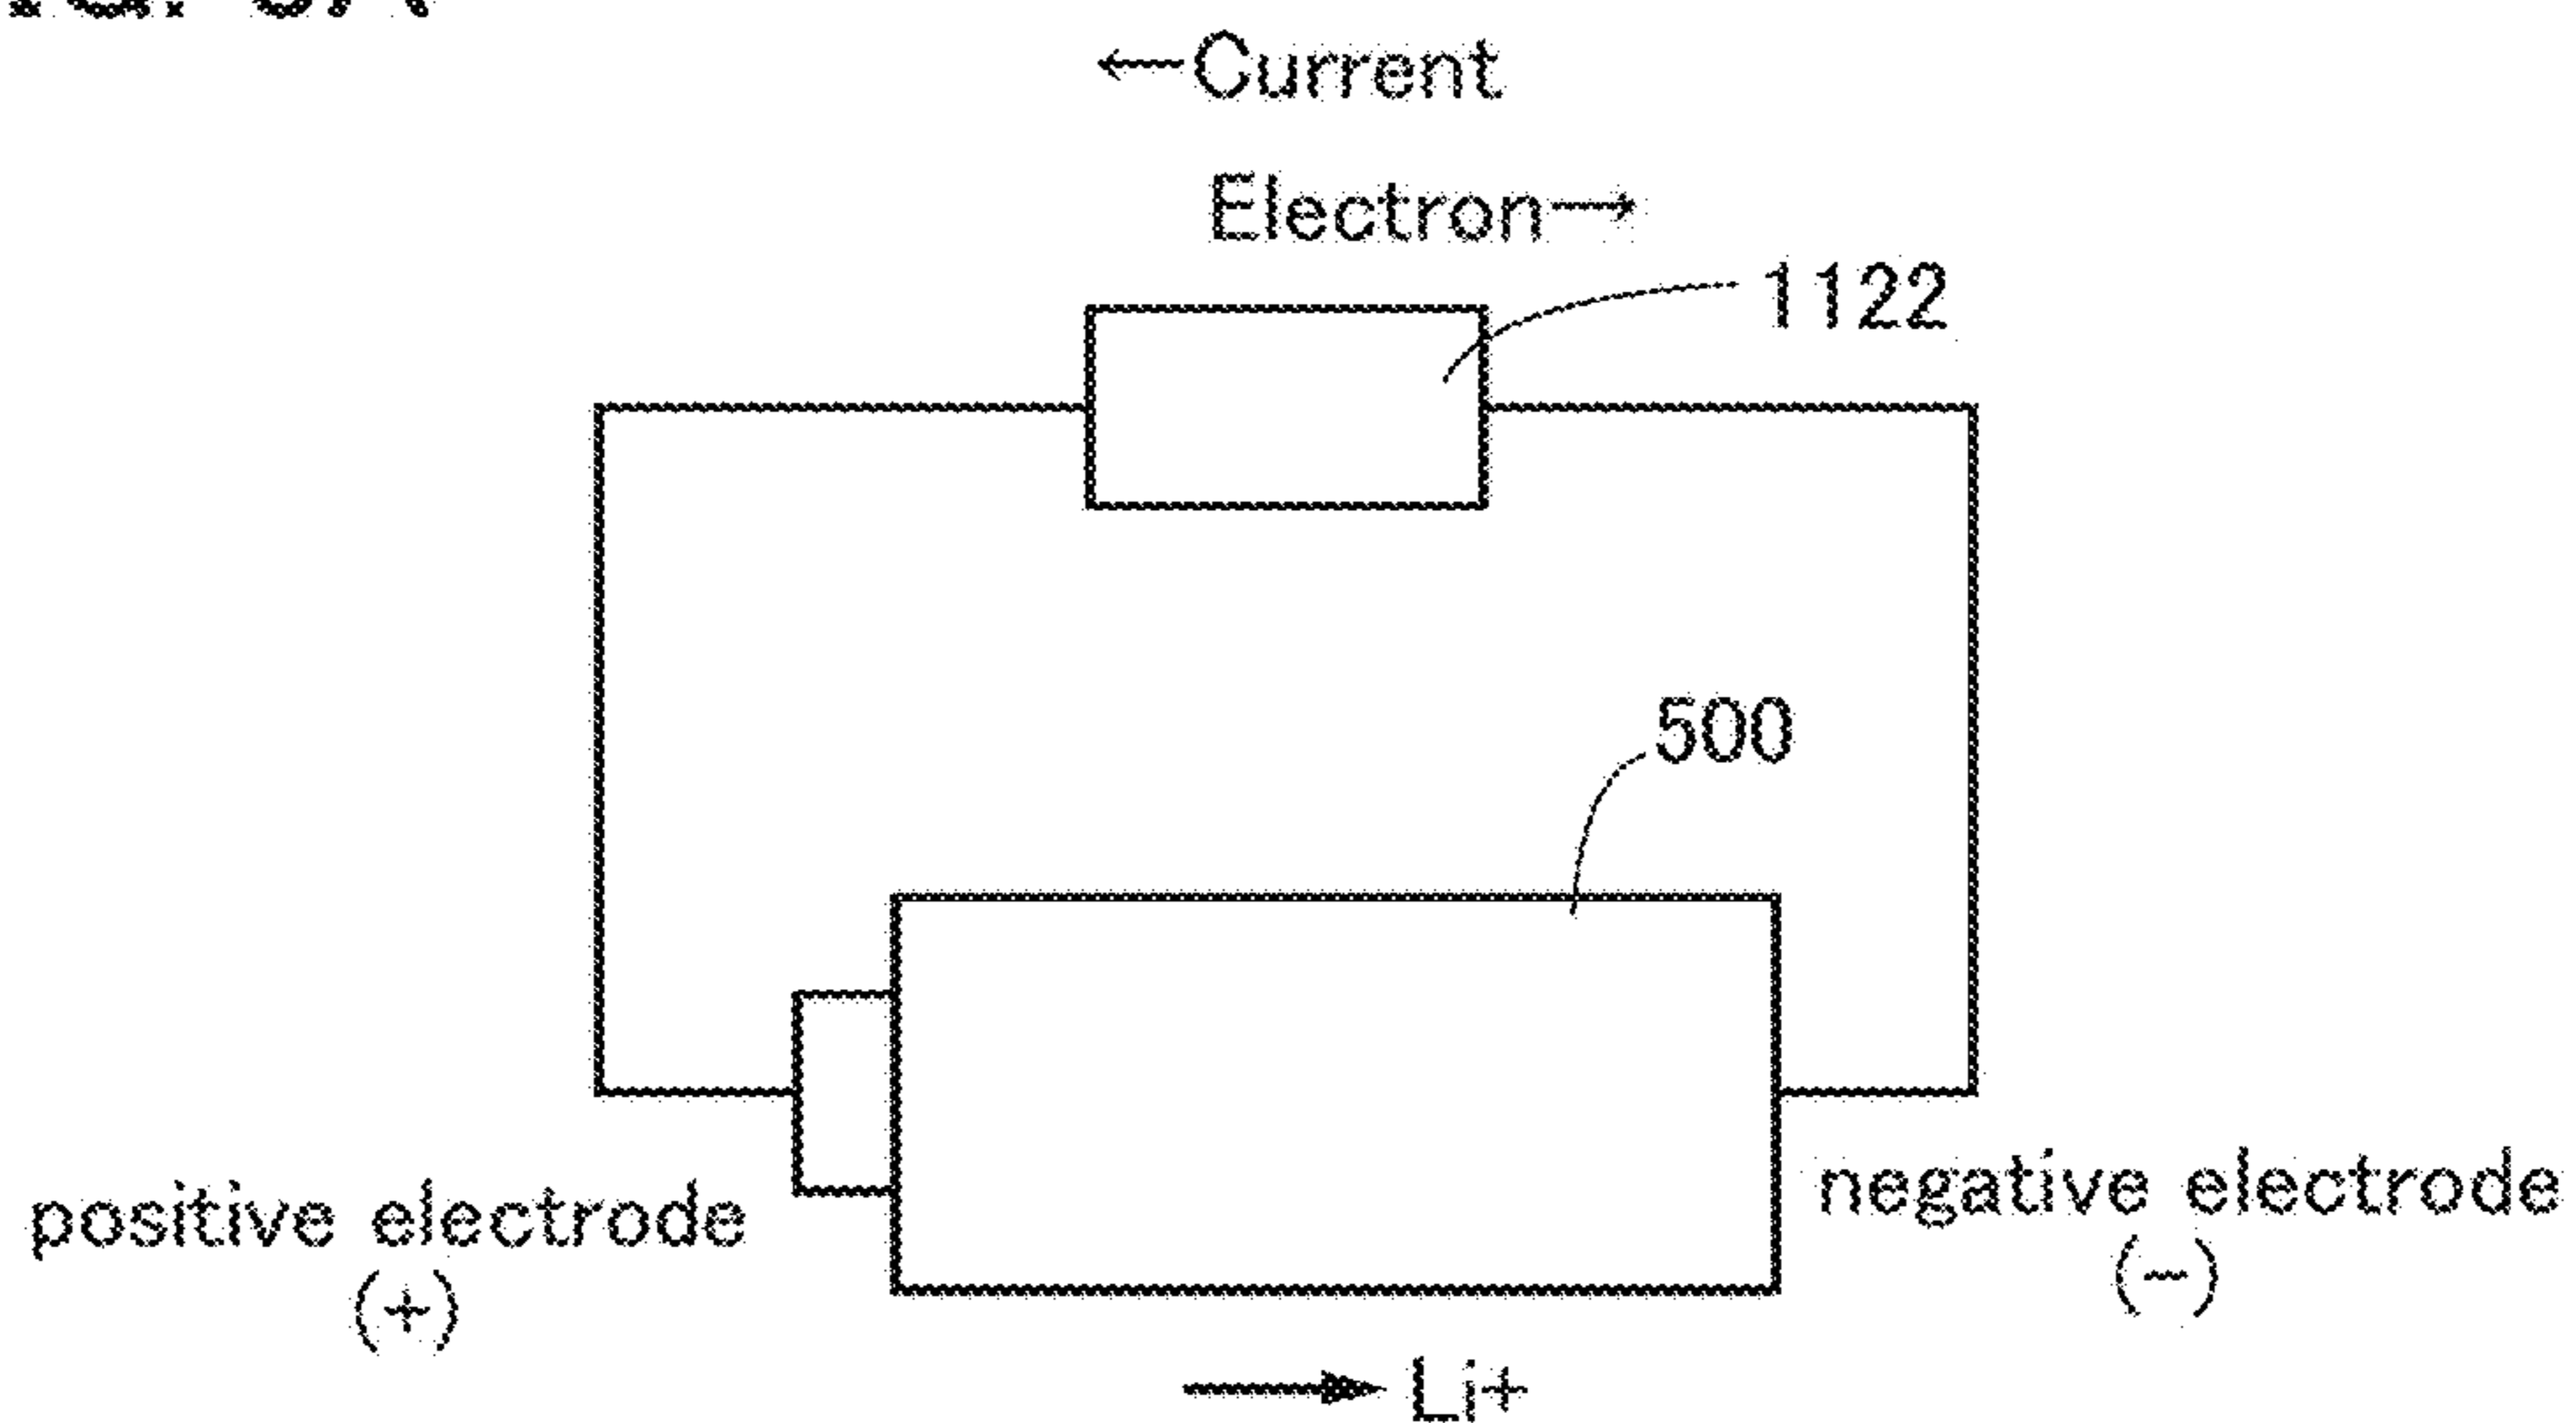 ←Current
Electron→
1122
500
positive electrode
(+)
negative electrode
(−)
Li+